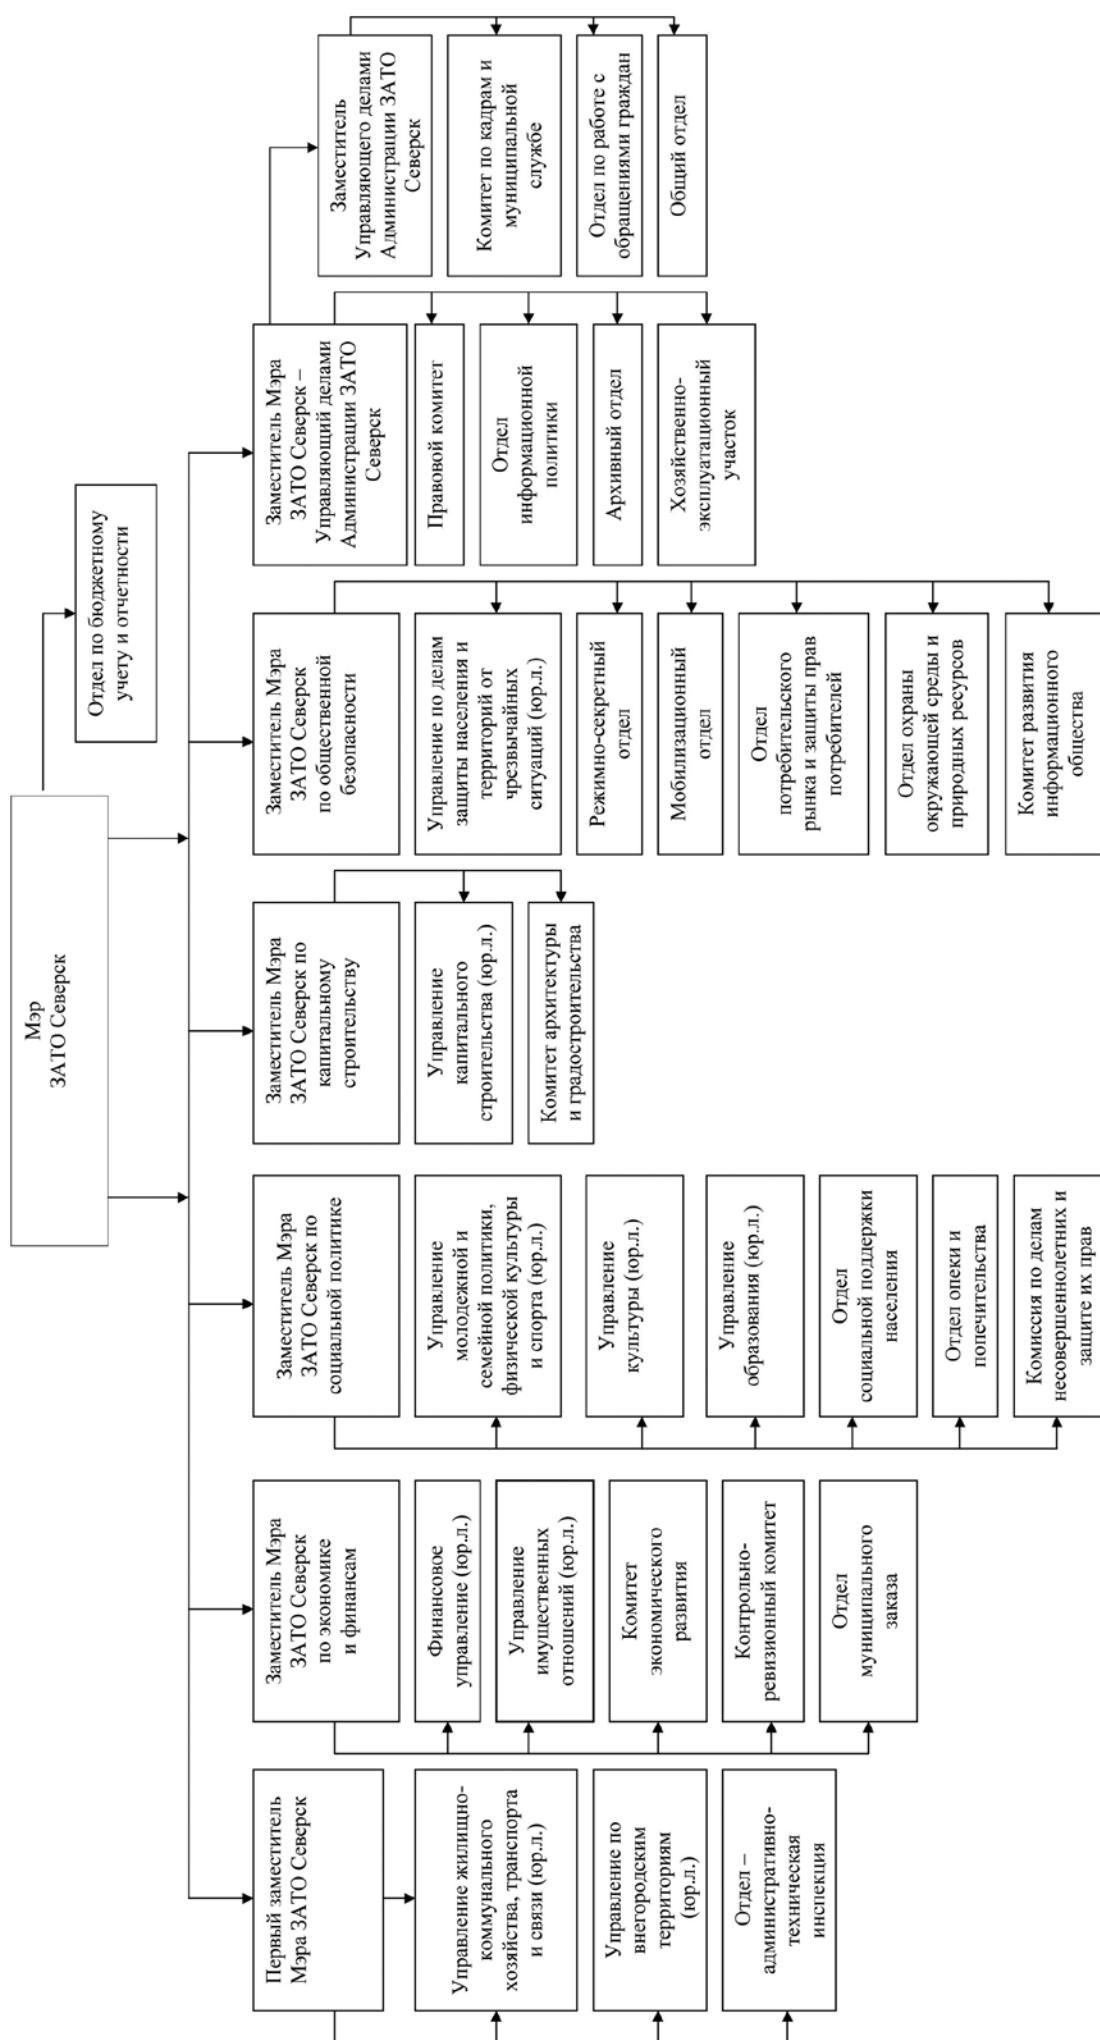 Мэр
ЗАТО Северск
Отдел по бюджетному
учету и отчетности
Первый заместитель
Мэра ЗАТО Северск
Управление жилищно-
коммунального
хозяйства, транспорта
и связи (юр.л.)
Управление по
внегородским
территориям
(юр.л.)
Отдел –
административно-
техническая
инспекция
Заместитель Мэра
ЗАТО Северск
по экономике
и финансам
Финансовое
управление (юр.л.)
Управление
имущественных
отношений (юр.л.)
Комитет
экономического
развития
Контрольно-
ревизионный комитет
Отдел
муниципального
заказа
Заместитель Мэра
ЗАТО Северск по
социальной политике
Управление
молодежной и
семейной политики,
физической культуры
и спорта (юр.л.)
Управление
культуры (юр.л.)
Управление
образования (юр.л.)
Отдел
социальной поддержки
населения
Отдел опеки и
попечительства
Комиссия по делам
несовершеннолетних и
защите их прав
Заместитель Мэра
ЗАТО Северск по
капитальному
строительству
Управление
капитального
строительства (юр.л.)
Комитет архитектуры
и градостроительства
Заместитель Мэра
ЗАТО Северск
по общественной
безопасности
Управление по делам
защиты населения и
территорий от
чрезвычайных
ситуаций (юр.л.)
Режимно-секретный
отдел
Мобилизационный
отдел
Отдел
потребительского
рынка и защиты прав
потребителей
Отдел охраны
окружающей среды и
природных ресурсов
Комитет развития
информационного
общества
Заместитель Мэра
ЗАТО Северск –
Управляющий делами
Администрации ЗАТО
Северск
Правовой комитет
Отдел
информационной
политики
Архивный отдел
Хозяйственно-
эксплуатационный
участок
Заместитель
Управляющего делами
Администрации ЗАТО
Северск
Комитет по кадрам и
муниципальной
службе
Отдел по работе с
обращениями граждан
Общий отдел